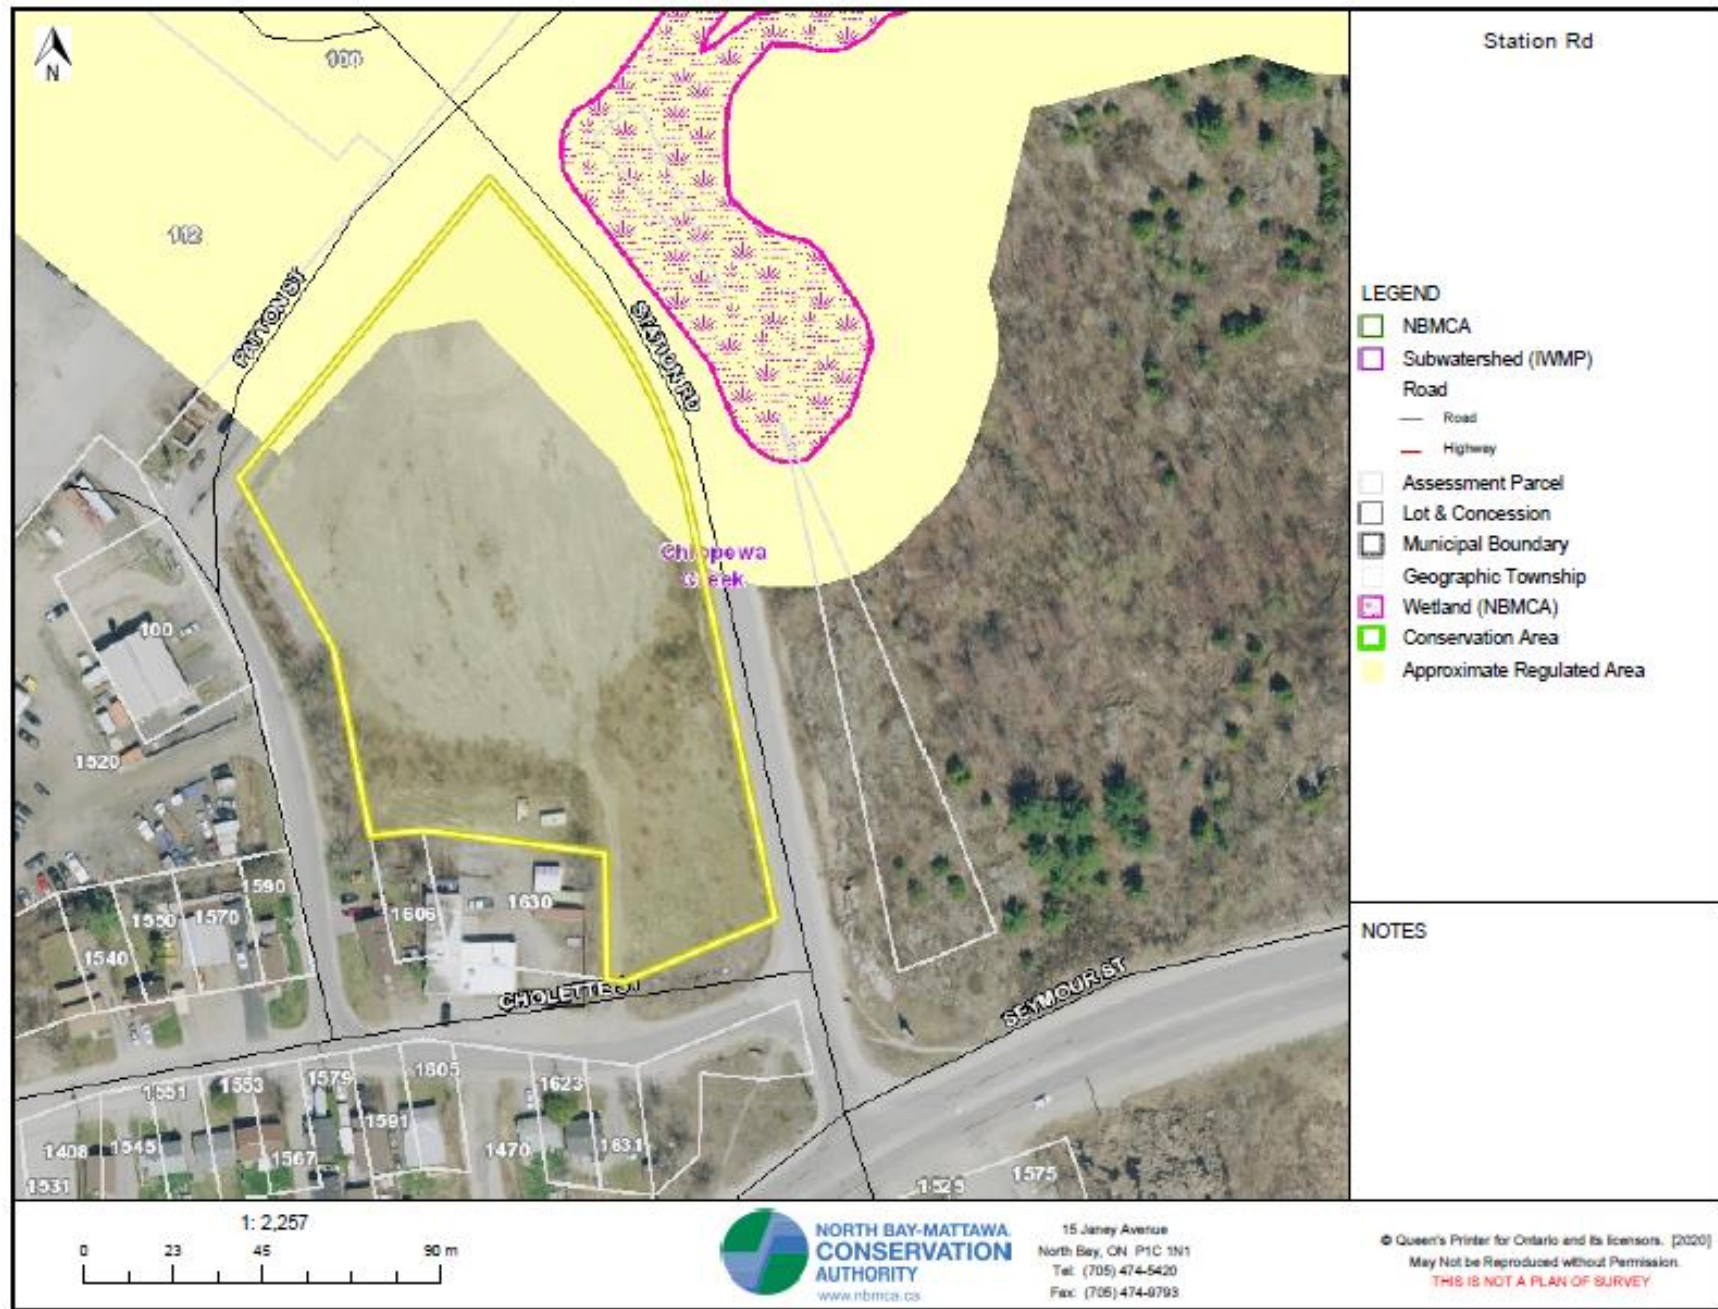 Station Rd
N
100
112
PATTON ST
STATION RD
Chippewa
Creek
100
1520
1590
1550
1570
1540
1606
1630
CHOLETTE ST
SEYMOUR ST
1551
1553
1579
1605
1623
1591
1408
1545
1567
1470
1631
1531
1525
1575
LEGEND
NBMCA
Subwatershed (IWMP)
Road
Road
Highway
Assessment Parcel
Lot & Concession
Municipal Boundary
Geographic Township
Wetland (NBMCA)
Conservation Area
Approximate Regulated Area
NOTES
1: 2,257
0 23 45 90 m
NORTH BAY-MATTAWA
CONSERVATION
AUTHORITY
www.nbmca.ca
15 Janey Avenue
North Bay, ON P1C 1N1
Tel: (705) 474-5420
Fax: (705) 474-9793
© Queen's Printer for Ontario and its licensors. [2020]
May Not be Reproduced without Permission.
THIS IS NOT A PLAN OF SURVEY